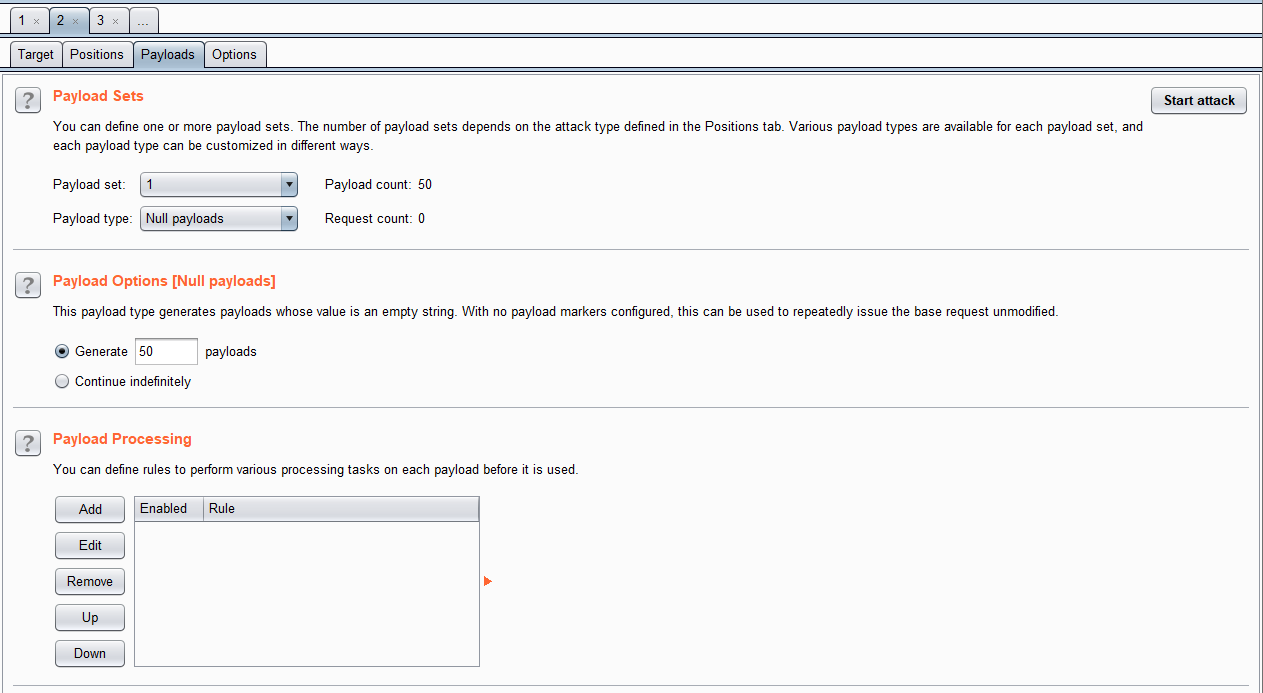 1 × 2 × 3 × ...
Target Positions Payloads Options
? Payload Sets Start attack
You can define one or more payload sets. The number of payload sets depends on the attack type defined in the Positions tab. Various payload types are available for each payload set, and
each payload type can be customized in different ways.
Payload set: 1 Payload count: 50
Payload type: Null payloads Request count: 0
? Payload Options [Null payloads]
This payload type generates payloads whose value is an empty string. With no payload markers configured, this can be used to repeatedly issue the base request unmodified.
Generate 50 payloads
Continue indefinitely
? Payload Processing
You can define rules to perform various processing tasks on each payload before it is used.
Add Enabled Rule
Edit
Remove
Up
Down